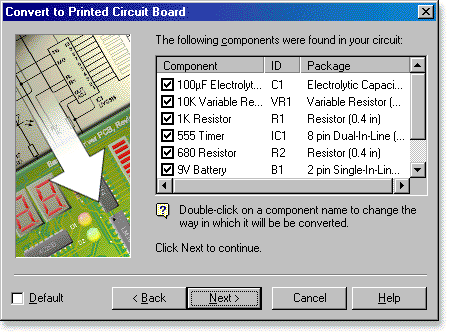 Convert to Printed Circuit Board
The following components were found in your circuit:
Component ID Package
100µF Electrolyt... C1 Electrolytic Capaci...
10K Variable Re... VR1 Variable Resistor (...
1K Resistor R1 Resistor (0.4 in)
555 Timer IC1 8 pin Dual-In-Line (...
680 Resistor R2 Resistor (0.4 in)
9V Battery B1 2 pin Single-In-Lin...
Double-click on a component name to change the
way in which it will be be converted.
Click Next to continue.
Default
< Back
Next >
Cancel
Help